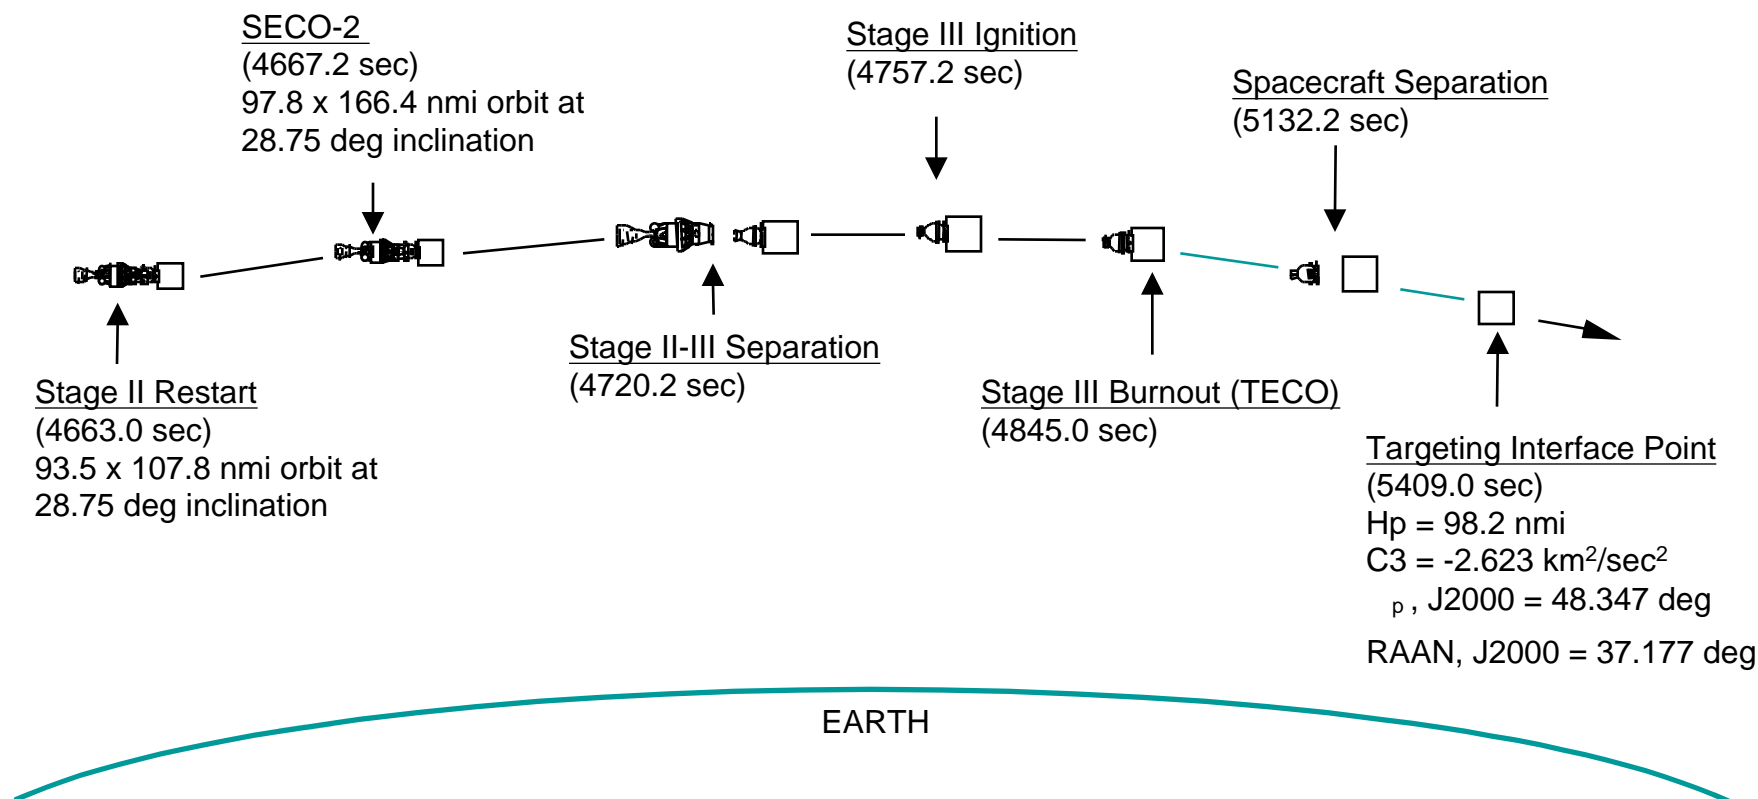 SECO-2
(4667.2 sec)
97.8 x 166.4 nmi orbit at
28.75 deg inclination
Stage III Ignition
(4757.2 sec)
Spacecraft Separation
(5132.2 sec)
Stage II Restart
(4663.0 sec)
93.5 x 107.8 nmi orbit at
28.75 deg inclination
Stage II-III Separation
(4720.2 sec)
Stage III Burnout (TECO)
(4845.0 sec)
Targeting Interface Point
(5409.0 sec)
Hp = 98.2 nmi
C3 = -2.623 km²/sec²
p , J2000 = 48.347 deg
RAAN, J2000 = 37.177 deg
EARTH